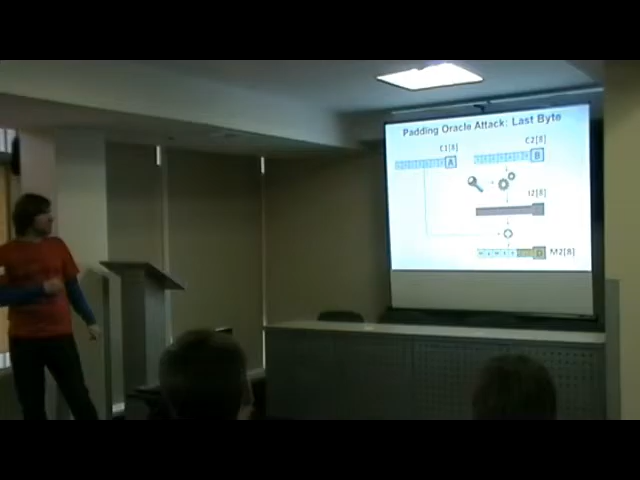 Padding Oracle Attack: Last Byte
C1[8]
C2[8]
A
B
I2[8]
M2[8]